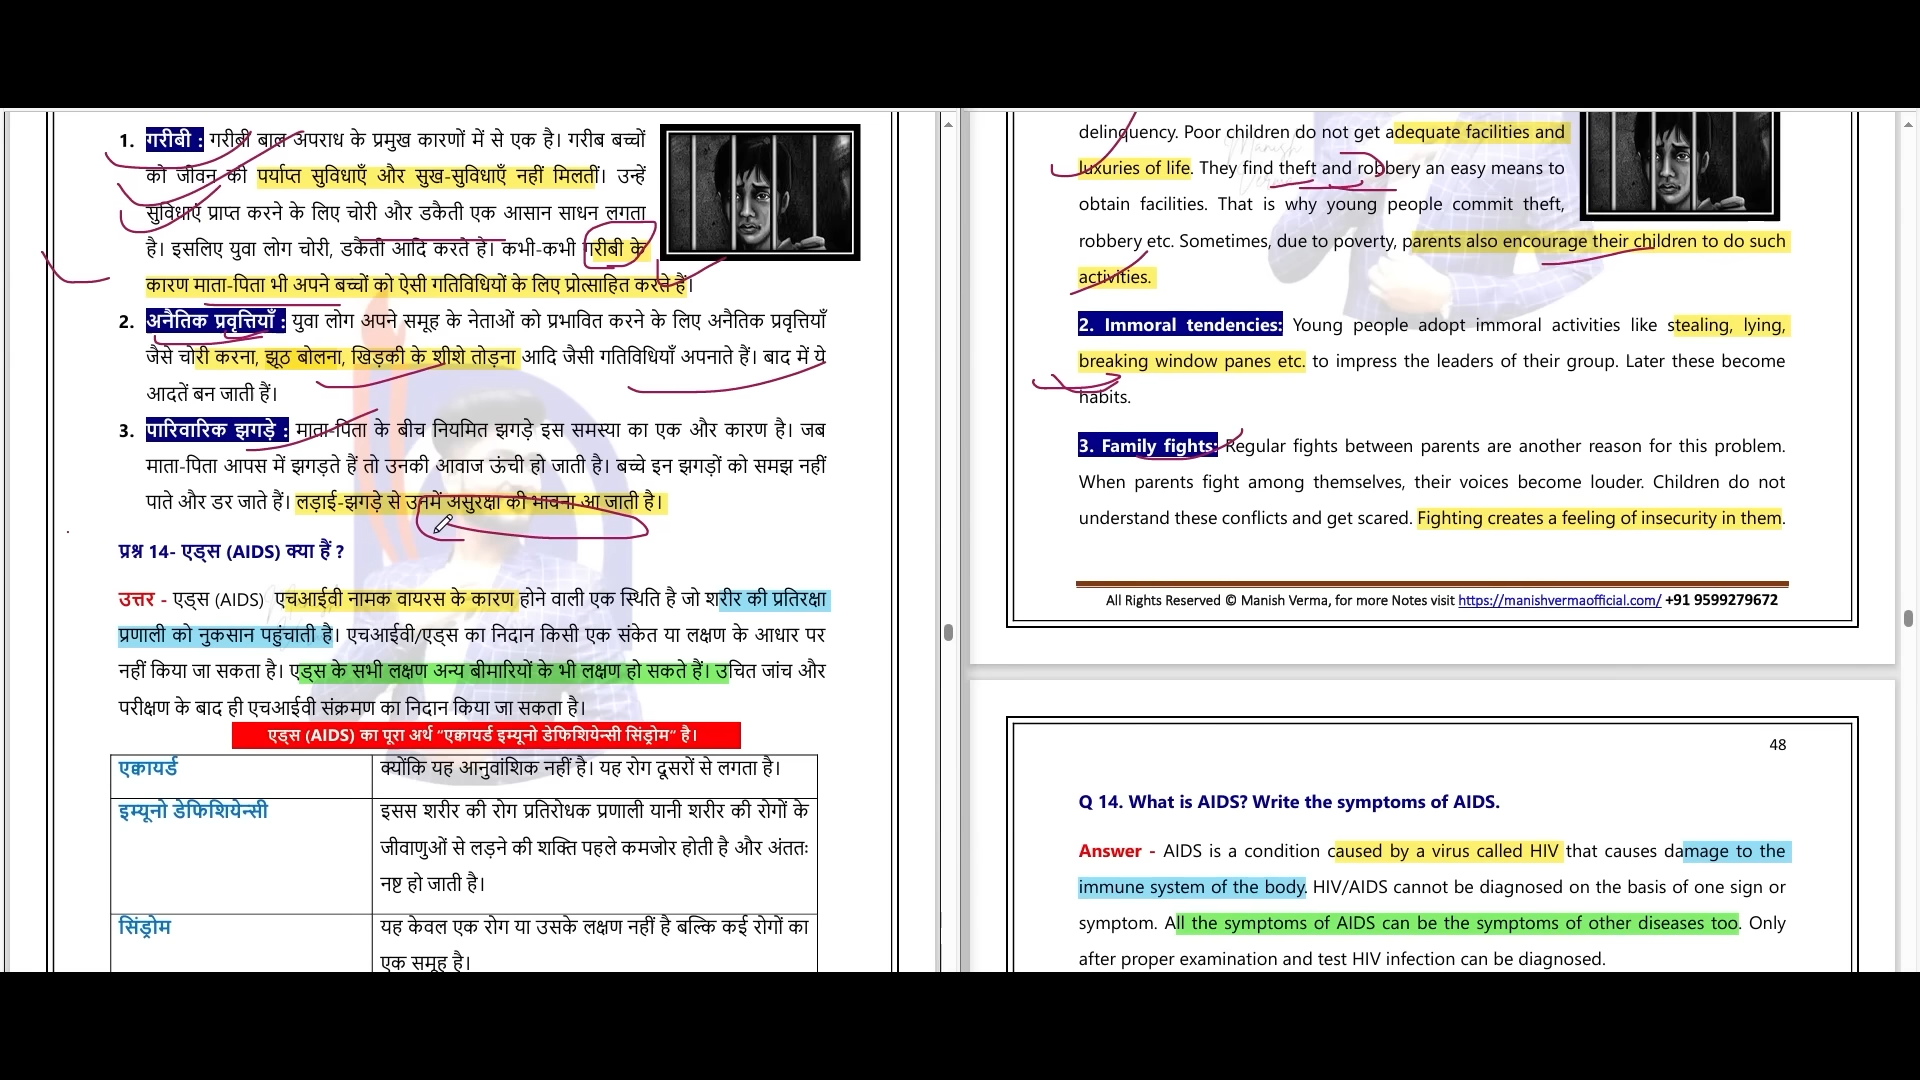 1. गरीबी : गरीबी बाल अपराध के प्रमुख कारणों में से एक है। गरीब बच्चों
को जीवन की पर्याप्त सुविधाएँ और सुख-सुविधाएँ नहीं मिलतीं। उन्हें
सुविधाएं प्राप्त करने के लिए चोरी और डकैती एक आसान साधन लगता
है। इसलिए युवा लोग चोरी, डकैती आदि करते हैं। कभी-कभी गरीबी के
कारण माता-पिता भी अपने बच्चों को ऐसी गतिविधियों के लिए प्रोत्साहित करते हैं।
2. अनैतिक प्रवृत्तियाँ : युवा लोग अपने समूह के नेताओं को प्रभावित करने के लिए अनैतिक प्रवृत्तियाँ
जैसे चोरी करना, झूठ बोलना, खिड़की के शीशे तोड़ना आदि जैसी गतिविधियाँ अपनाते हैं। बाद में ये
आदतें बन जाती हैं।
3. पारिवारिक झगड़े : माता-पिता के बीच नियमित झगड़े इस समस्या का एक और कारण है। जब
माता-पिता आपस में झगड़ते हैं तो उनकी आवाज ऊंची हो जाती है। बच्चे इन झगड़ों को समझ नहीं
पाते और डर जाते हैं। लड़ाई-झगड़े से उनमें असुरक्षा की भावना आ जाती है।
प्रश्न 14- एड्स (AIDS) क्या हैं ?
उत्तर - एड्स (AIDS) एचआईवी नामक वायरस के कारण होने वाली एक स्थिति है जो शरीर की प्रतिरक्षा
प्रणाली को नुकसान पहुंचाती है। एचआईवी/एड्स का निदान किसी एक संकेत या लक्षण के आधार पर
नहीं किया जा सकता है। एड्स के सभी लक्षण अन्य बीमारियों के भी लक्षण हो सकते हैं। उचित जांच और
परीक्षण के बाद ही एचआईवी संक्रमण का निदान किया जा सकता है।
एड्स (AIDS) का पूरा अर्थ “एक्वायर्ड इम्यूनो डेफिशियेन्सी सिंड्रोम” है।
एक्वायर्ड
क्योंकि यह आनुवांशिक नहीं है। यह रोग दूसरों से लगता है।
इम्यूनो डेफिशियेन्सी
इसस शरीर की रोग प्रतिरोधक प्रणाली यानी शरीर की रोगों के
जीवाणुओं से लड़ने की शक्ति पहले कमजोर होती है और अंततः
नष्ट हो जाती है।
सिंड्रोम
यह केवल एक रोग या उसके लक्षण नहीं है बल्कि कई रोगों का
एक समूह है।
delinquency. Poor children do not get adequate facilities and
luxuries of life. They find theft and robbery an easy means to
obtain facilities. That is why young people commit theft,
robbery etc. Sometimes, due to poverty, parents also encourage their children to do such
activities.
2. Immoral tendencies: Young people adopt immoral activities like stealing, lying,
breaking window panes etc. to impress the leaders of their group. Later these become
habits.
3. Family fights: Regular fights between parents are another reason for this problem.
When parents fight among themselves, their voices become louder. Children do not
understand these conflicts and get scared. Fighting creates a feeling of insecurity in them.
All Rights Reserved © Manish Verma, for more Notes visit https://manishvermaofficial.com/ +91 9599279672
48
Q 14. What is AIDS? Write the symptoms of AIDS.
Answer - AIDS is a condition caused by a virus called HIV that causes damage to the
immune system of the body. HIV/AIDS cannot be diagnosed on the basis of one sign or
symptom. All the symptoms of AIDS can be the symptoms of other diseases too. Only
after proper examination and test HIV infection can be diagnosed.